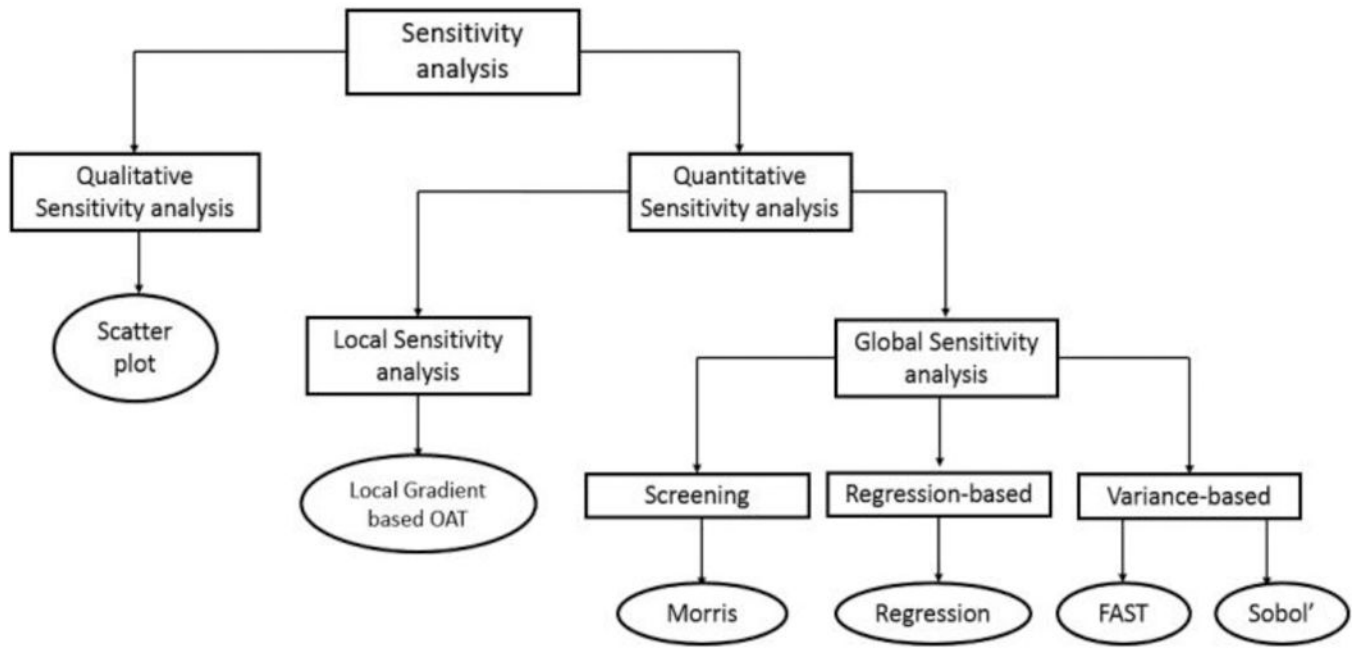 Sensitivity
analysis
Qualitative
Sensitivity analysis
Quantitative
Sensitivity analysis
Scatter
plot
Local Sensitivity
analysis
Global Sensitivity
analysis
Local Gradient
based OAT
Screening
Regression-based
Variance-based
Morris
Regression
FAST
Sobol’